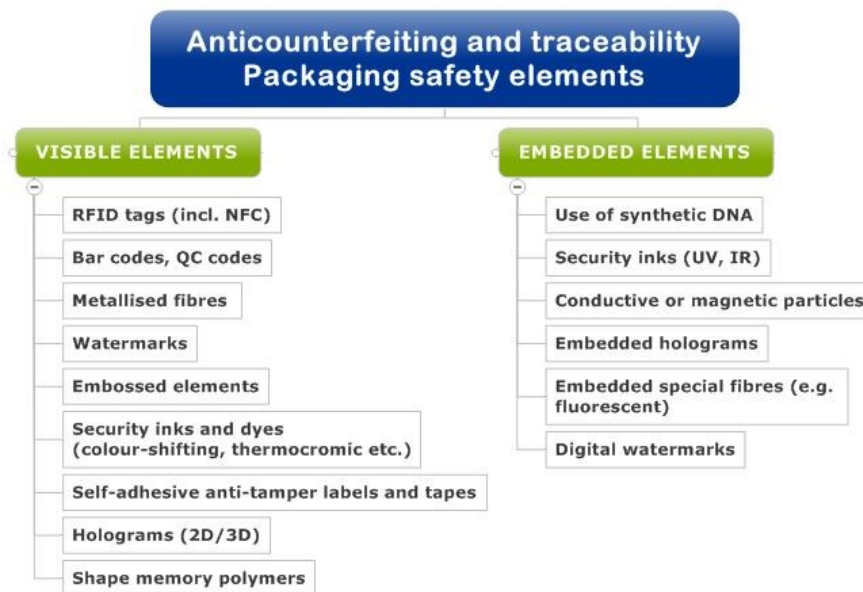 Anticounterfeiting and traceability
Packaging safety elements
VISIBLE ELEMENTS
RFID tags (incl. NFC)
Bar codes, QC codes
Metallised fibres
Watermarks
Embossed elements
Security inks and dyes
(colour-shifting, thermocromic etc.)
Self-adhesive anti-tamper labels and tapes
Holograms (2D/3D)
Shape memory polymers
EMBEDDED ELEMENTS
Use of synthetic DNA
Security inks (UV, IR)
Conductive or magnetic particles
Embedded holograms
Embedded special fibres (e.g.
fluorescent)
Digital watermarks